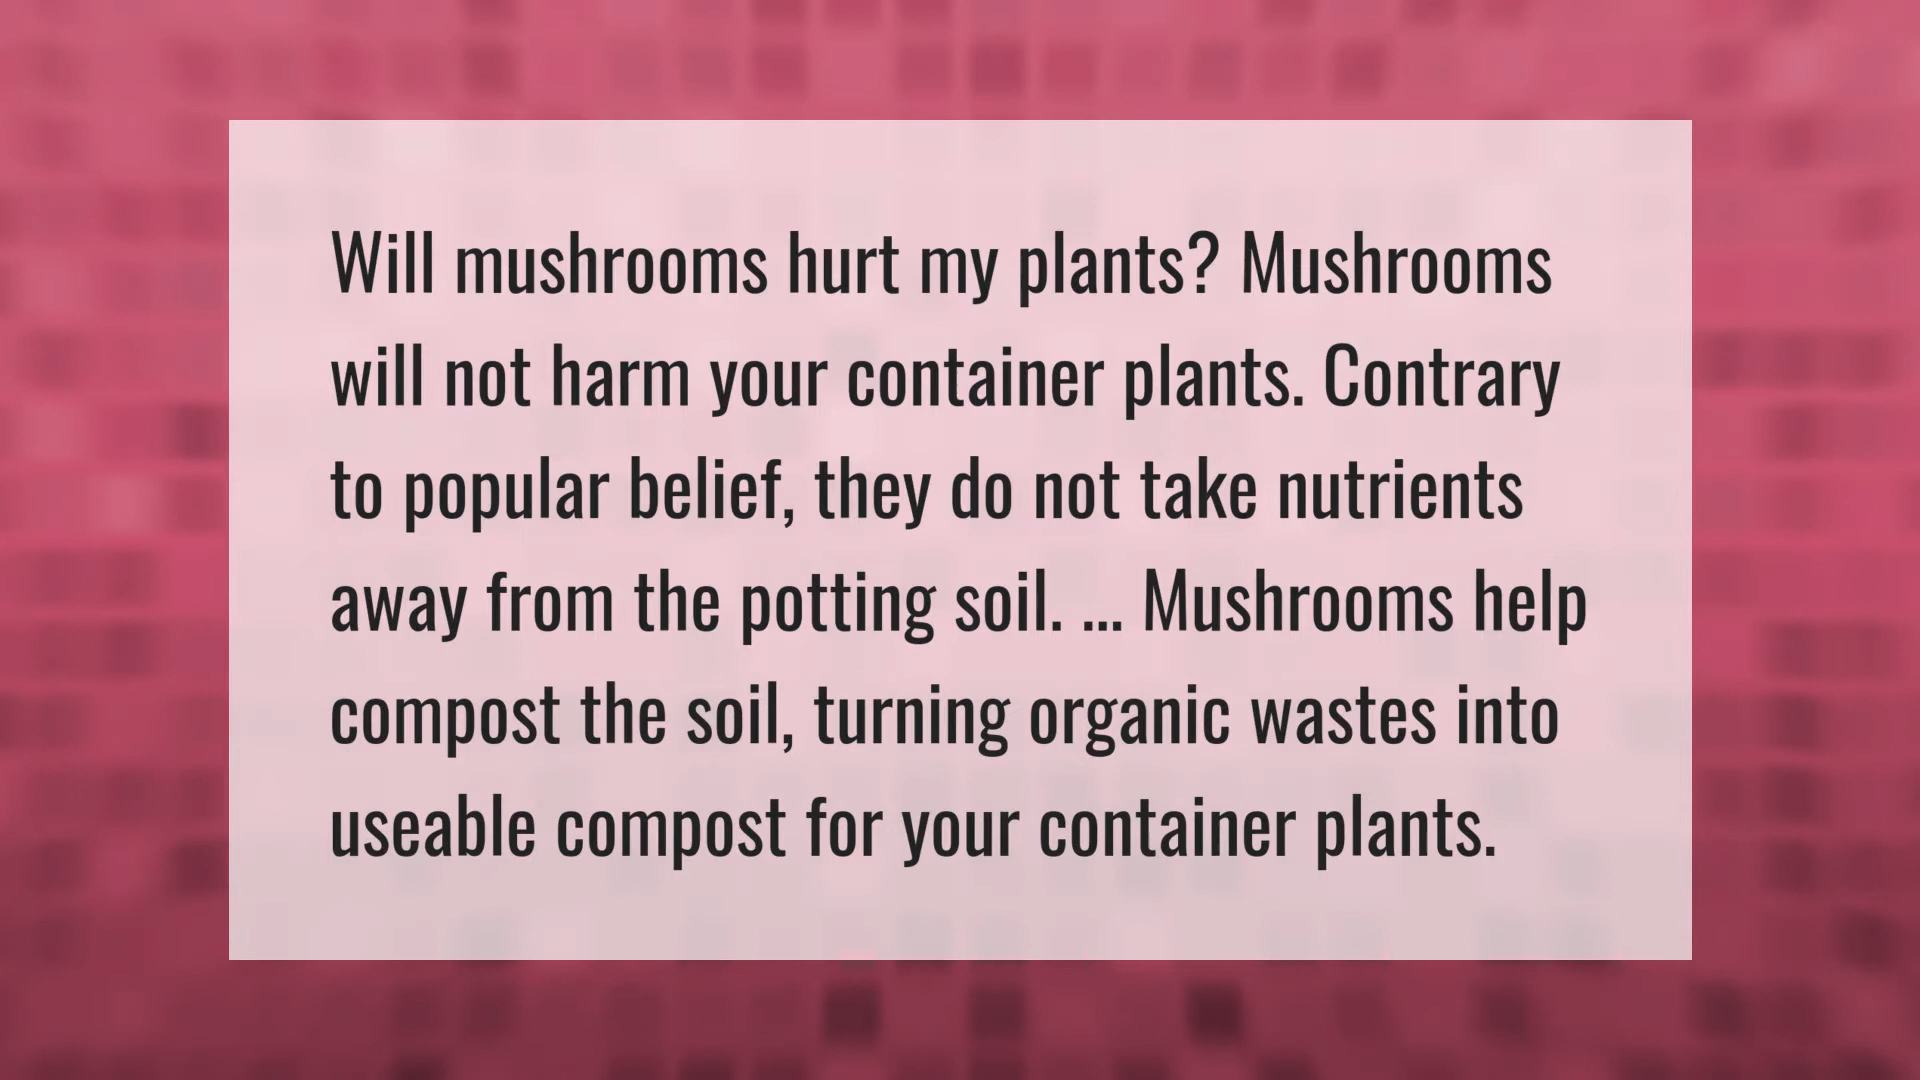 Will mushrooms hurt my plants? Mushrooms
will not harm your container plants. Contrary
to popular belief, they do not take nutrients
away from the potting soil. ... Mushrooms help
compost the soil, turning organic wastes into
useable compost for your container plants.